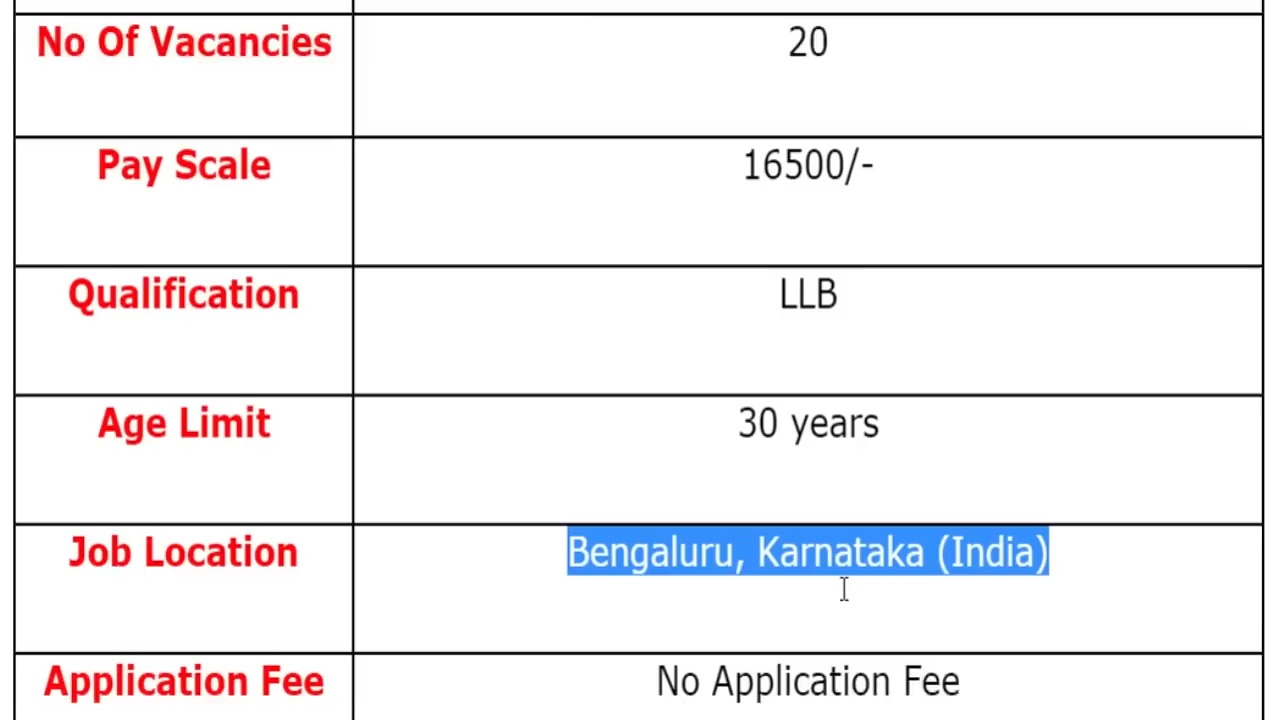 No Of Vacancies 20
Pay Scale 16500/-
Qualification LLB
Age Limit 30 years
Job Location Bengaluru, Karnataka (India)
Application Fee No Application Fee